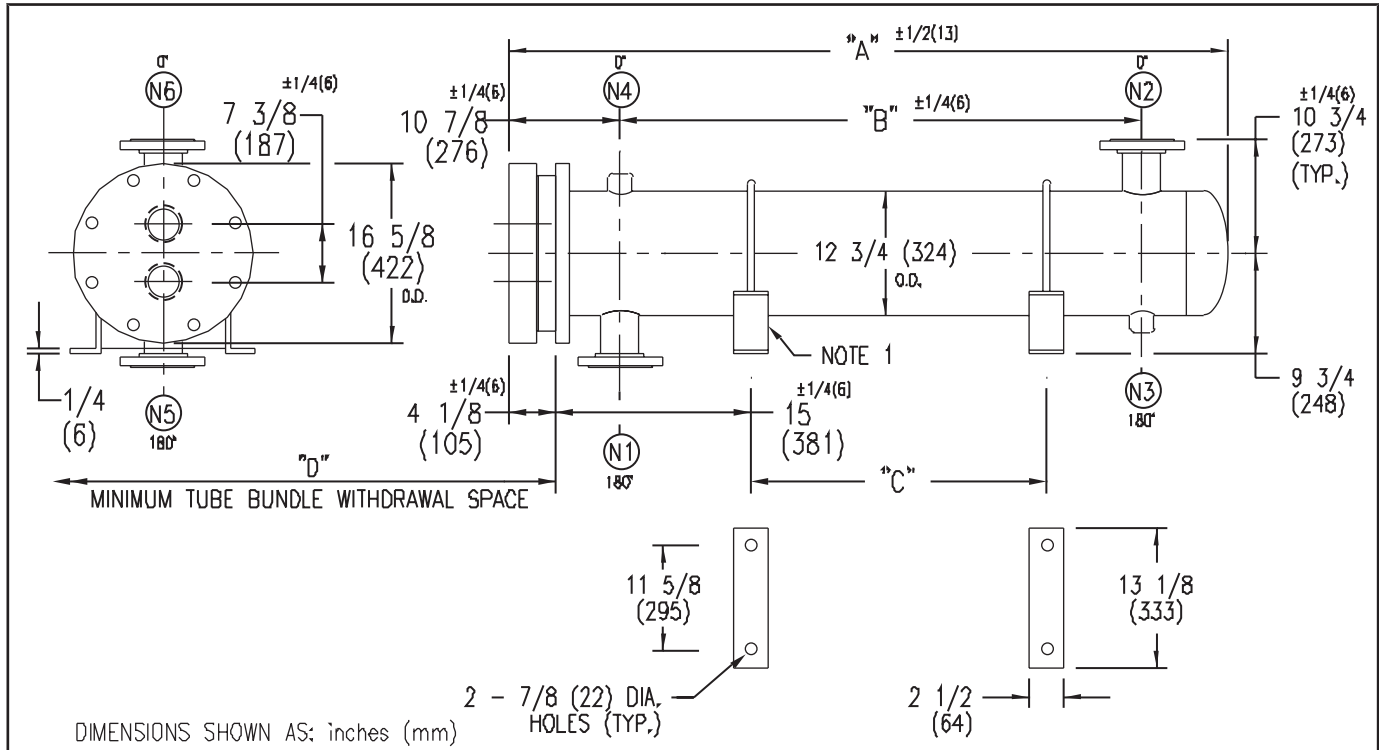 "A" ±1/2(13)
0° N6
±1/4(6)
7 3/8
(187)
±1/4(6)
10 7/8
(276)
0° N4
"B" ±1/4(6)
0° N2
±1/4(6)
10 3/4
(273)
(TYP.)
16 5/8
(422)
O.D.
12 3/4 (324)
O.D.
NOTE 1
1/4
(6)
N5
180°
±1/4(6)
4 1/8
(105)
N1
180°
±1/4(6)
15
(381)
"C"
N3
180°
9 3/4
(248)
"D"
MINIMUM TUBE BUNDLE WITHDRAWAL SPACE
11 5/8
(295)
13 1/8
(333)
2 - 7/8 (22) DIA.
HOLES (TYP.)
2 1/2
(64)
DIMENSIONS SHOWN AS: inches (mm)